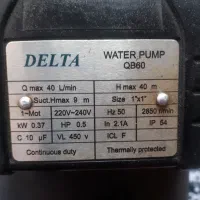 DELTA WATER PUMP
QB60
Q max 40 L/min H max 40 m
Suct.Hmax 9 m Size 1"x1"
1~Mot 220V~240V Hz 50 2850 r/min
kW 0.37 HP 0.5 In 2.1A IP 54
C 10 µF VL 450 v ICL F
Continuous duty Thermally protected